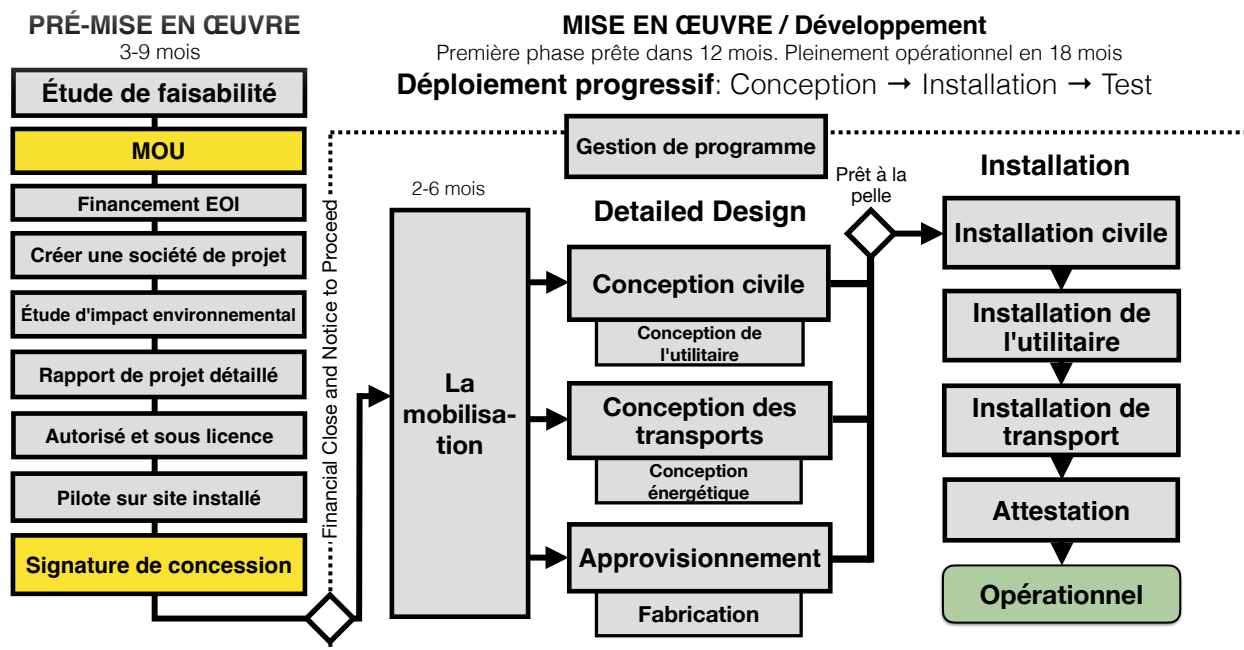 PRÉ-MISE EN ŒUVRE
3-9 mois
Étude de faisabilité
MOU
Financement EOI
Créer une société de projet
Étude d'impact environnemental
Rapport de projet détaillé
Autorisé et sous licence
Pilote sur site installé
Signature de concession
Financial Close and Notice to Proceed
MISE EN ŒUVRE / Développement
Première phase prête dans 12 mois. Pleinement opérationnel en 18 mois
Déploiement progressif: Conception → Installation → Test
Gestion de programme
2-6 mois
La
mobilisa-
tion
Detailed Design
Conception civile
Conception de
l'utilitaire
Conception des
transports
Conception
énergétique
Approvisionnement
Fabrication
Prêt à la
pelle
Installation
Installation civile
Installation de
l'utilitaire
Installation de
transport
Attestation
Opérationnel